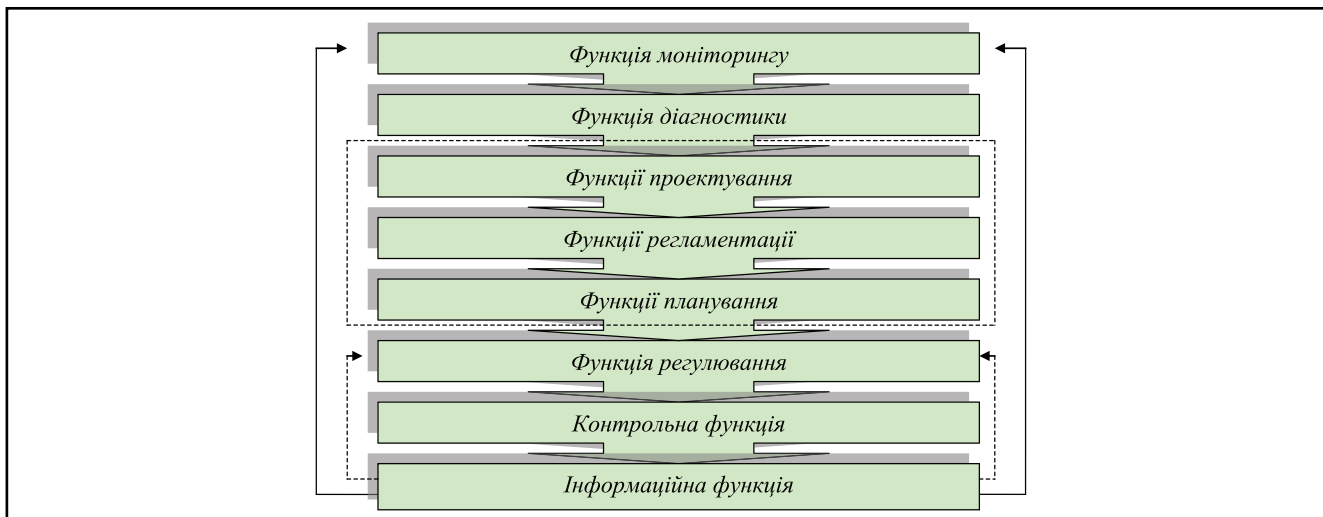 Функція моніторингу
Функція діагностики
Функції проектування
Функції регламентації
Функції планування
Функція регулювання
Контрольна функція
Інформаційна функція